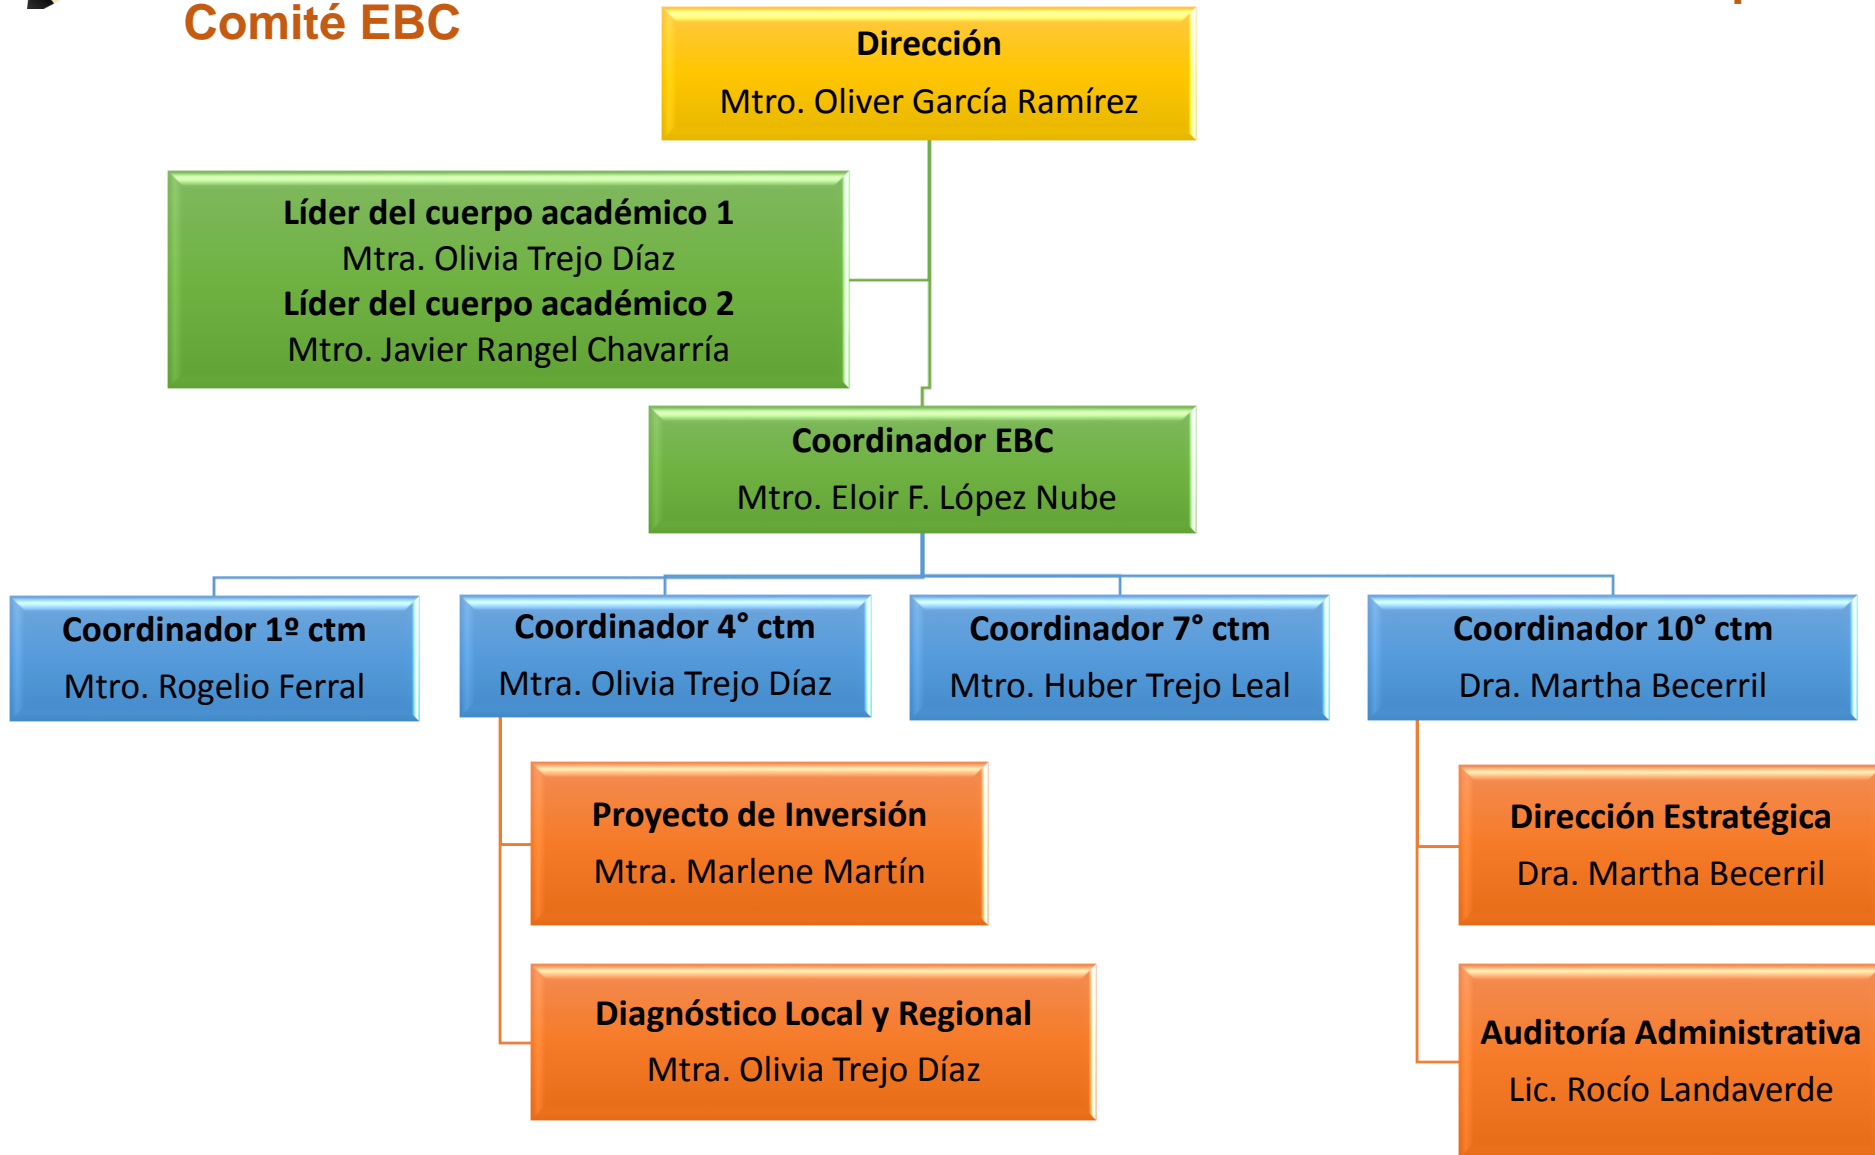 Comité EBC
Dirección
Mtro. Oliver García Ramírez
Líder del cuerpo académico 1
Mtra. Olivia Trejo Díaz
Líder del cuerpo académico 2
Mtro. Javier Rangel Chavarría
Coordinador EBC
Mtro. Eloir F. López Nube
Coordinador 1º ctm
Mtro. Rogelio Ferral
Coordinador 4° ctm
Mtra. Olivia Trejo Díaz
Coordinador 7° ctm
Mtro. Huber Trejo Leal
Coordinador 10° ctm
Dra. Martha Becerril
Proyecto de Inversión
Mtra. Marlene Martín
Diagnóstico Local y Regional
Mtra. Olivia Trejo Díaz
Dirección Estratégica
Dra. Martha Becerril
Auditoría Administrativa
Lic. Rocío Landaverde